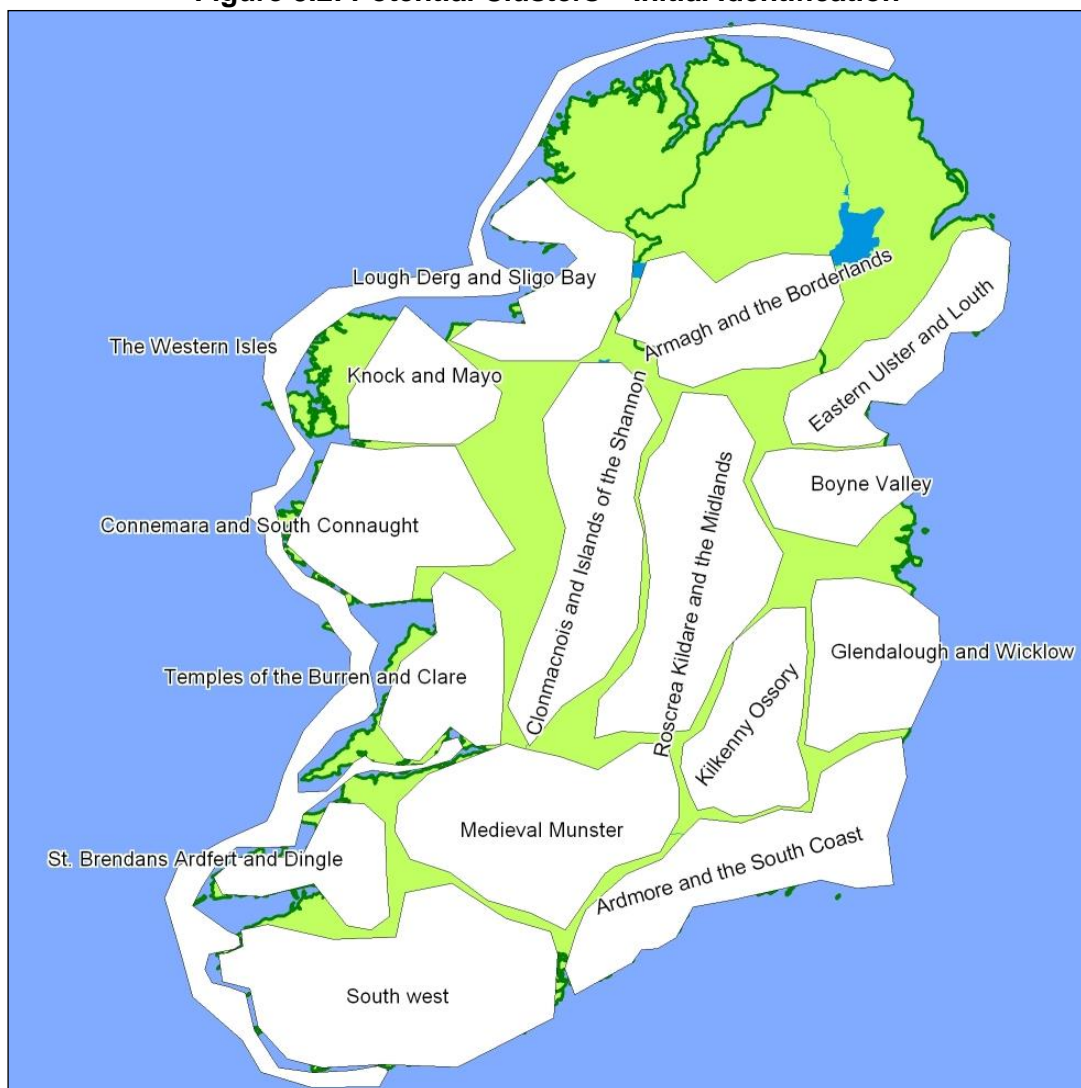 Figure 5.2: Potential Clusters – Initial Identification
Lough Derg and Sligo Bay
Armagh and the Borderlands
Eastern Ulster and Louth
The Western Isles
Knock and Mayo
Clonmacnois and Islands of the Shannon
Roscrea Kildare and the Midlands
Boyne Valley
Connemara and South Connaught
Temples of the Burren and Clare
Glendalough and Wicklow
Kilkenny Ossory
Medieval Munster
St. Brendans Ardfert and Dingle
Ardmore and the South Coast
South west